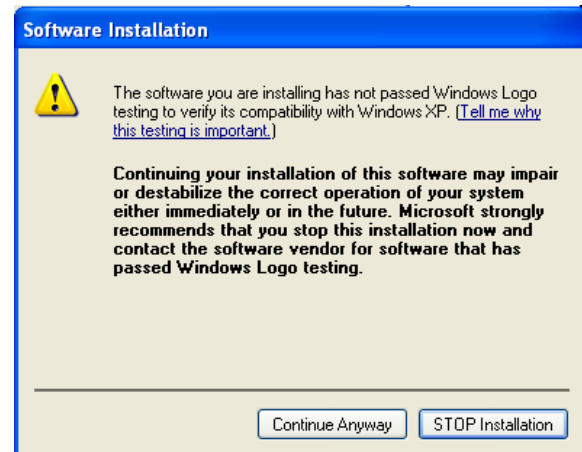 Software Installation
The software you are installing has not passed Windows Logo
testing to verify its compatibility with Windows XP. (Tell me why
this testing is important.)
Continuing your installation of this software may impair
or destabilize the correct operation of your system
either immediately or in the future. Microsoft strongly
recommends that you stop this installation now and
contact the software vendor for software that has
passed Windows Logo testing.
Continue Anyway STOP Installation